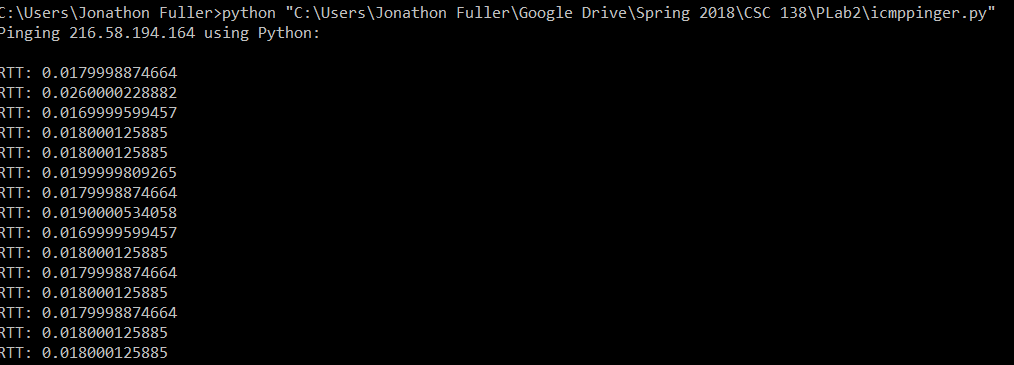 C:\Users\Jonathon Fuller>python "C:\Users\Jonathon Fuller\Google Drive\Spring 2018\CSC 138\PLab2\icmppinger.py"
Pinging 216.58.194.164 using Python:
RTT: 0.0179998874664
RTT: 0.0260000228882
RTT: 0.0169999599457
RTT: 0.018000125885
RTT: 0.018000125885
RTT: 0.0199999809265
RTT: 0.0179998874664
RTT: 0.0190000534058
RTT: 0.0169999599457
RTT: 0.018000125885
RTT: 0.0179998874664
RTT: 0.018000125885
RTT: 0.0179998874664
RTT: 0.018000125885
RTT: 0.018000125885